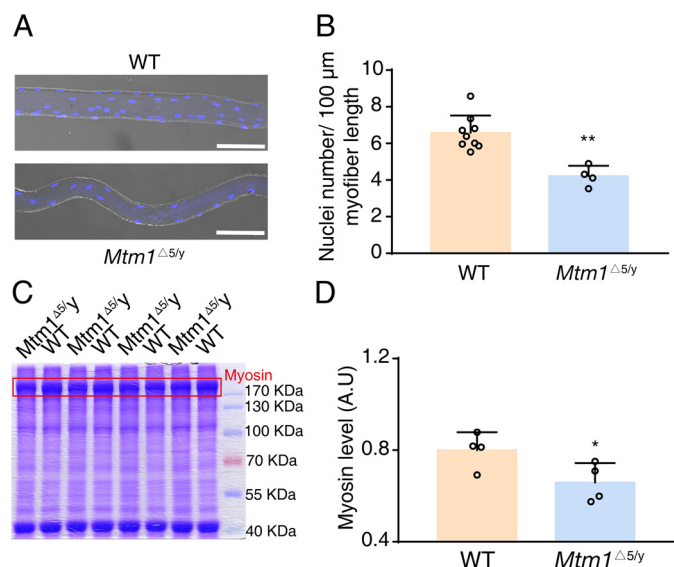 A
WT
Mtm1△5/y
B
Nuclei number/ 100 µm
myofiber length
10
8
6
4
2
0
**
WT
Mtm1△5/y
C
Mtm1Δ5/y
WT
Mtm1Δ5/y
WT
Mtm1Δ5/y
WT
Mtm1Δ5/y
WT
Myosin
170 KDa
130 KDa
100 KDa
70 KDa
55 KDa
40 KDa
D
Myosin level (A.U)
1.2
0.8
0.4
*
WT
Mtm1△5/y